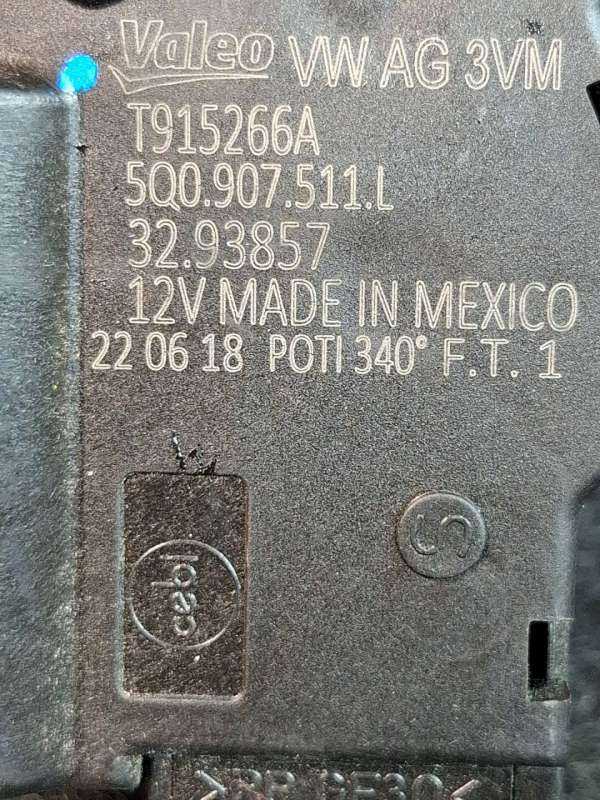 Valeo VW AG 3VM
T915266A
5Q0.907.511.L
32.93857
12V MADE IN MEXICO
22 06 18 POTI 340° F.T. 1
S
cebi